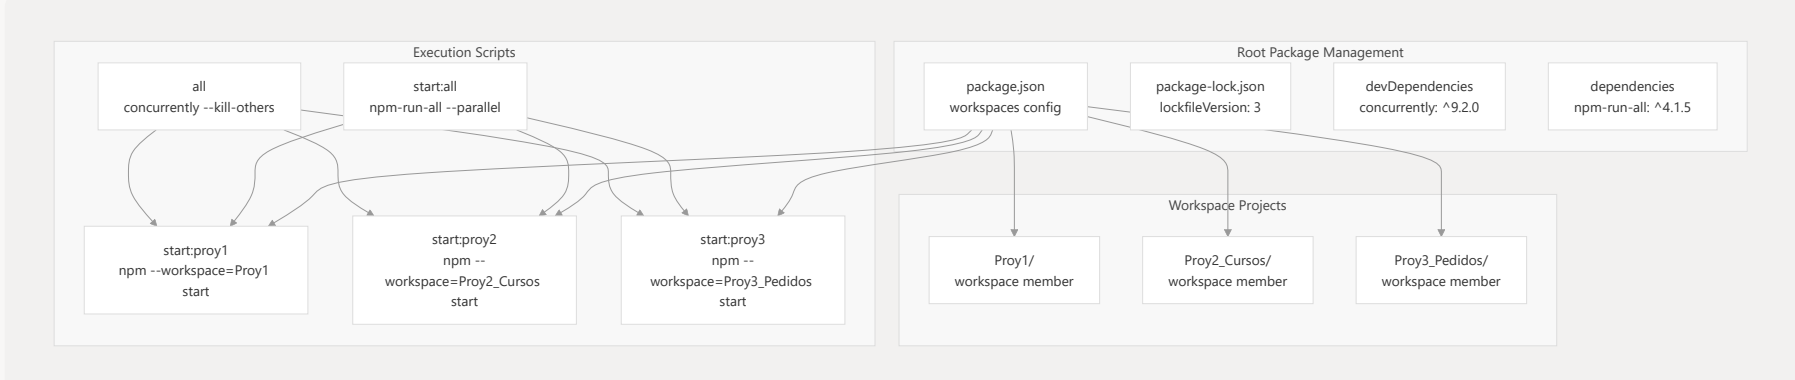 Execution Scripts
all
concurrently --kill-others
start:all
npm-run-all --parallel
start:proy1
npm --workspace=Proy1
start
start:proy2
npm --
workspace=Proy2_Cursos
start
start:proy3
npm --
workspace=Proy3_Pedidos
start
Root Package Management
package.json
workspaces config
package-lock.json
lockfileVersion: 3
devDependencies
concurrently: ^9.2.0
dependencies
npm-run-all: ^4.1.5
Workspace Projects
Proy1/
workspace member
Proy2_Cursos/
workspace member
Proy3_Pedidos/
workspace member